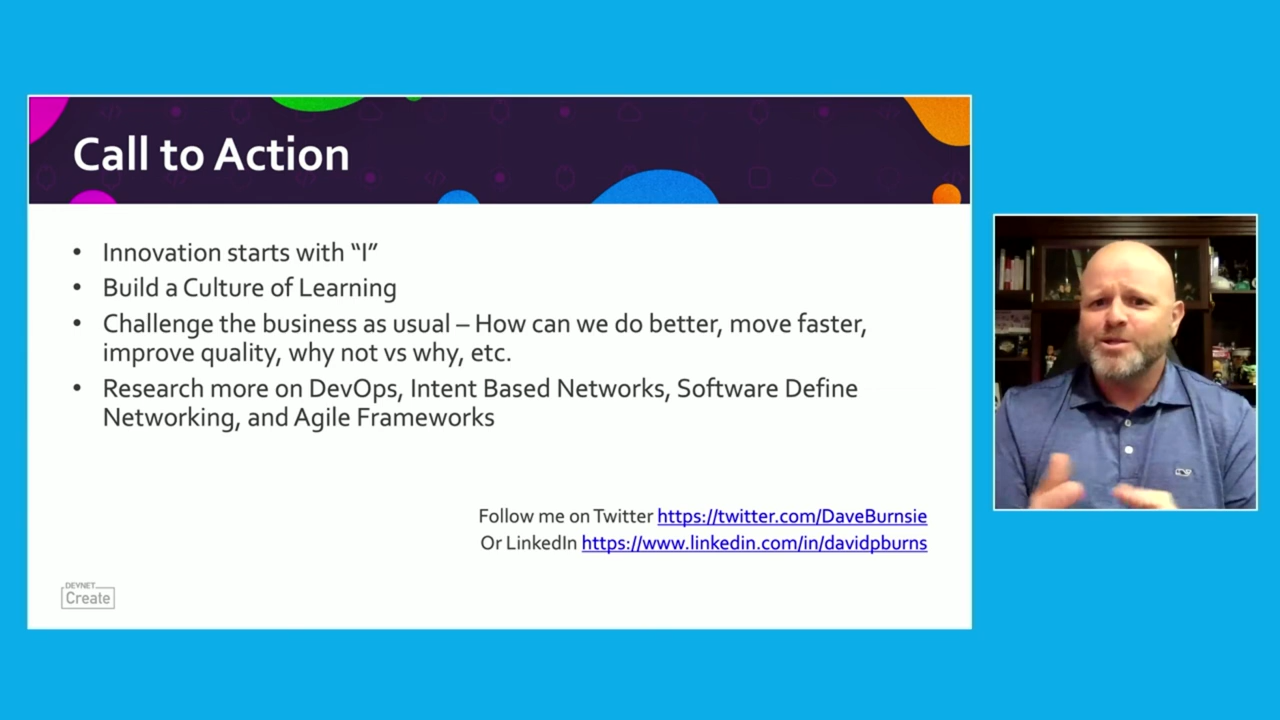 Call to Action
• Innovation starts with “I”
• Build a Culture of Learning
• Challenge the business as usual – How can we do better, move faster,
improve quality, why not vs why, etc.
• Research more on DevOps, Intent Based Networks, Software Define
Networking, and Agile Frameworks
Follow me on Twitter https://twitter.com/DaveBurnsie
Or LinkedIn https://www.linkedin.com/in/davidpburns
DEVNET
Create